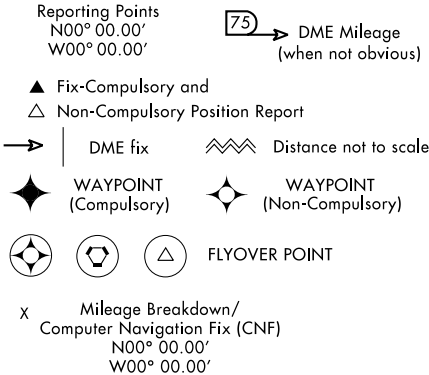 Reporting Points
N00° 00.00′
W00° 00.00′
75
DME Mileage
(when not obvious)
Fix-Compulsory and
Non-Compulsory Position Report
DME fix
Distance not to scale
WAYPOINT
(Compulsory)
WAYPOINT
(Non-Compulsory)
FLYOVER POINT
X
Mileage Breakdown/
Computer Navigation Fix (CNF)
N00° 00.00′
W00° 00.00′